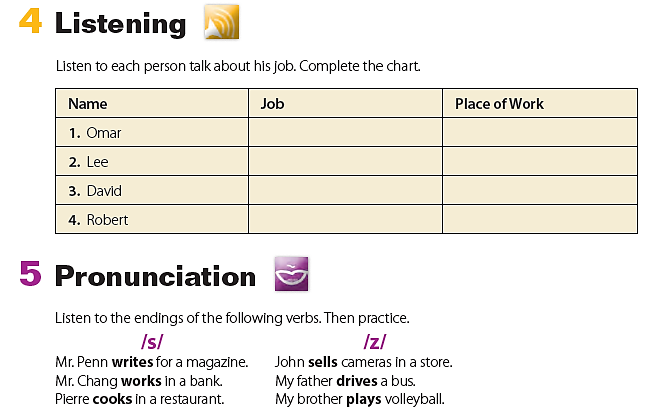 4 Listening
Listen to each person talk about his job. Complete the chart.
Name Job Place of Work
1. Omar
2. Lee
3. David
4. Robert
5 Pronunciation
Listen to the endings of the following verbs. Then practice.
/s/ /z/
Mr. Penn writes for a magazine. John sells cameras in a store.
Mr. Chang works in a bank. My father drives a bus.
Pierre cooks in a restaurant. My brother plays volleyball.